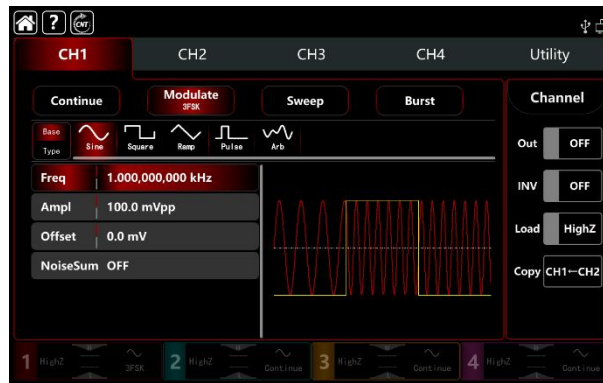 ? CNT
CH1 CH2 CH3 CH4 Utility
Continue Modulate Sweep Burst Channel
3FSK
Base
Type Sine Square Ramp Pulse Arb
Out OFF
Freq 1.000,000,000 kHz
INV OFF
Ampl 100.0 mVpp
Offset 0.0 mV
Load HighZ
NoiseSum OFF
Copy CH1←CH2
1 HighZ 3FSK 2 HighZ Continue 3 HighZ Continue 4 HighZ Continue